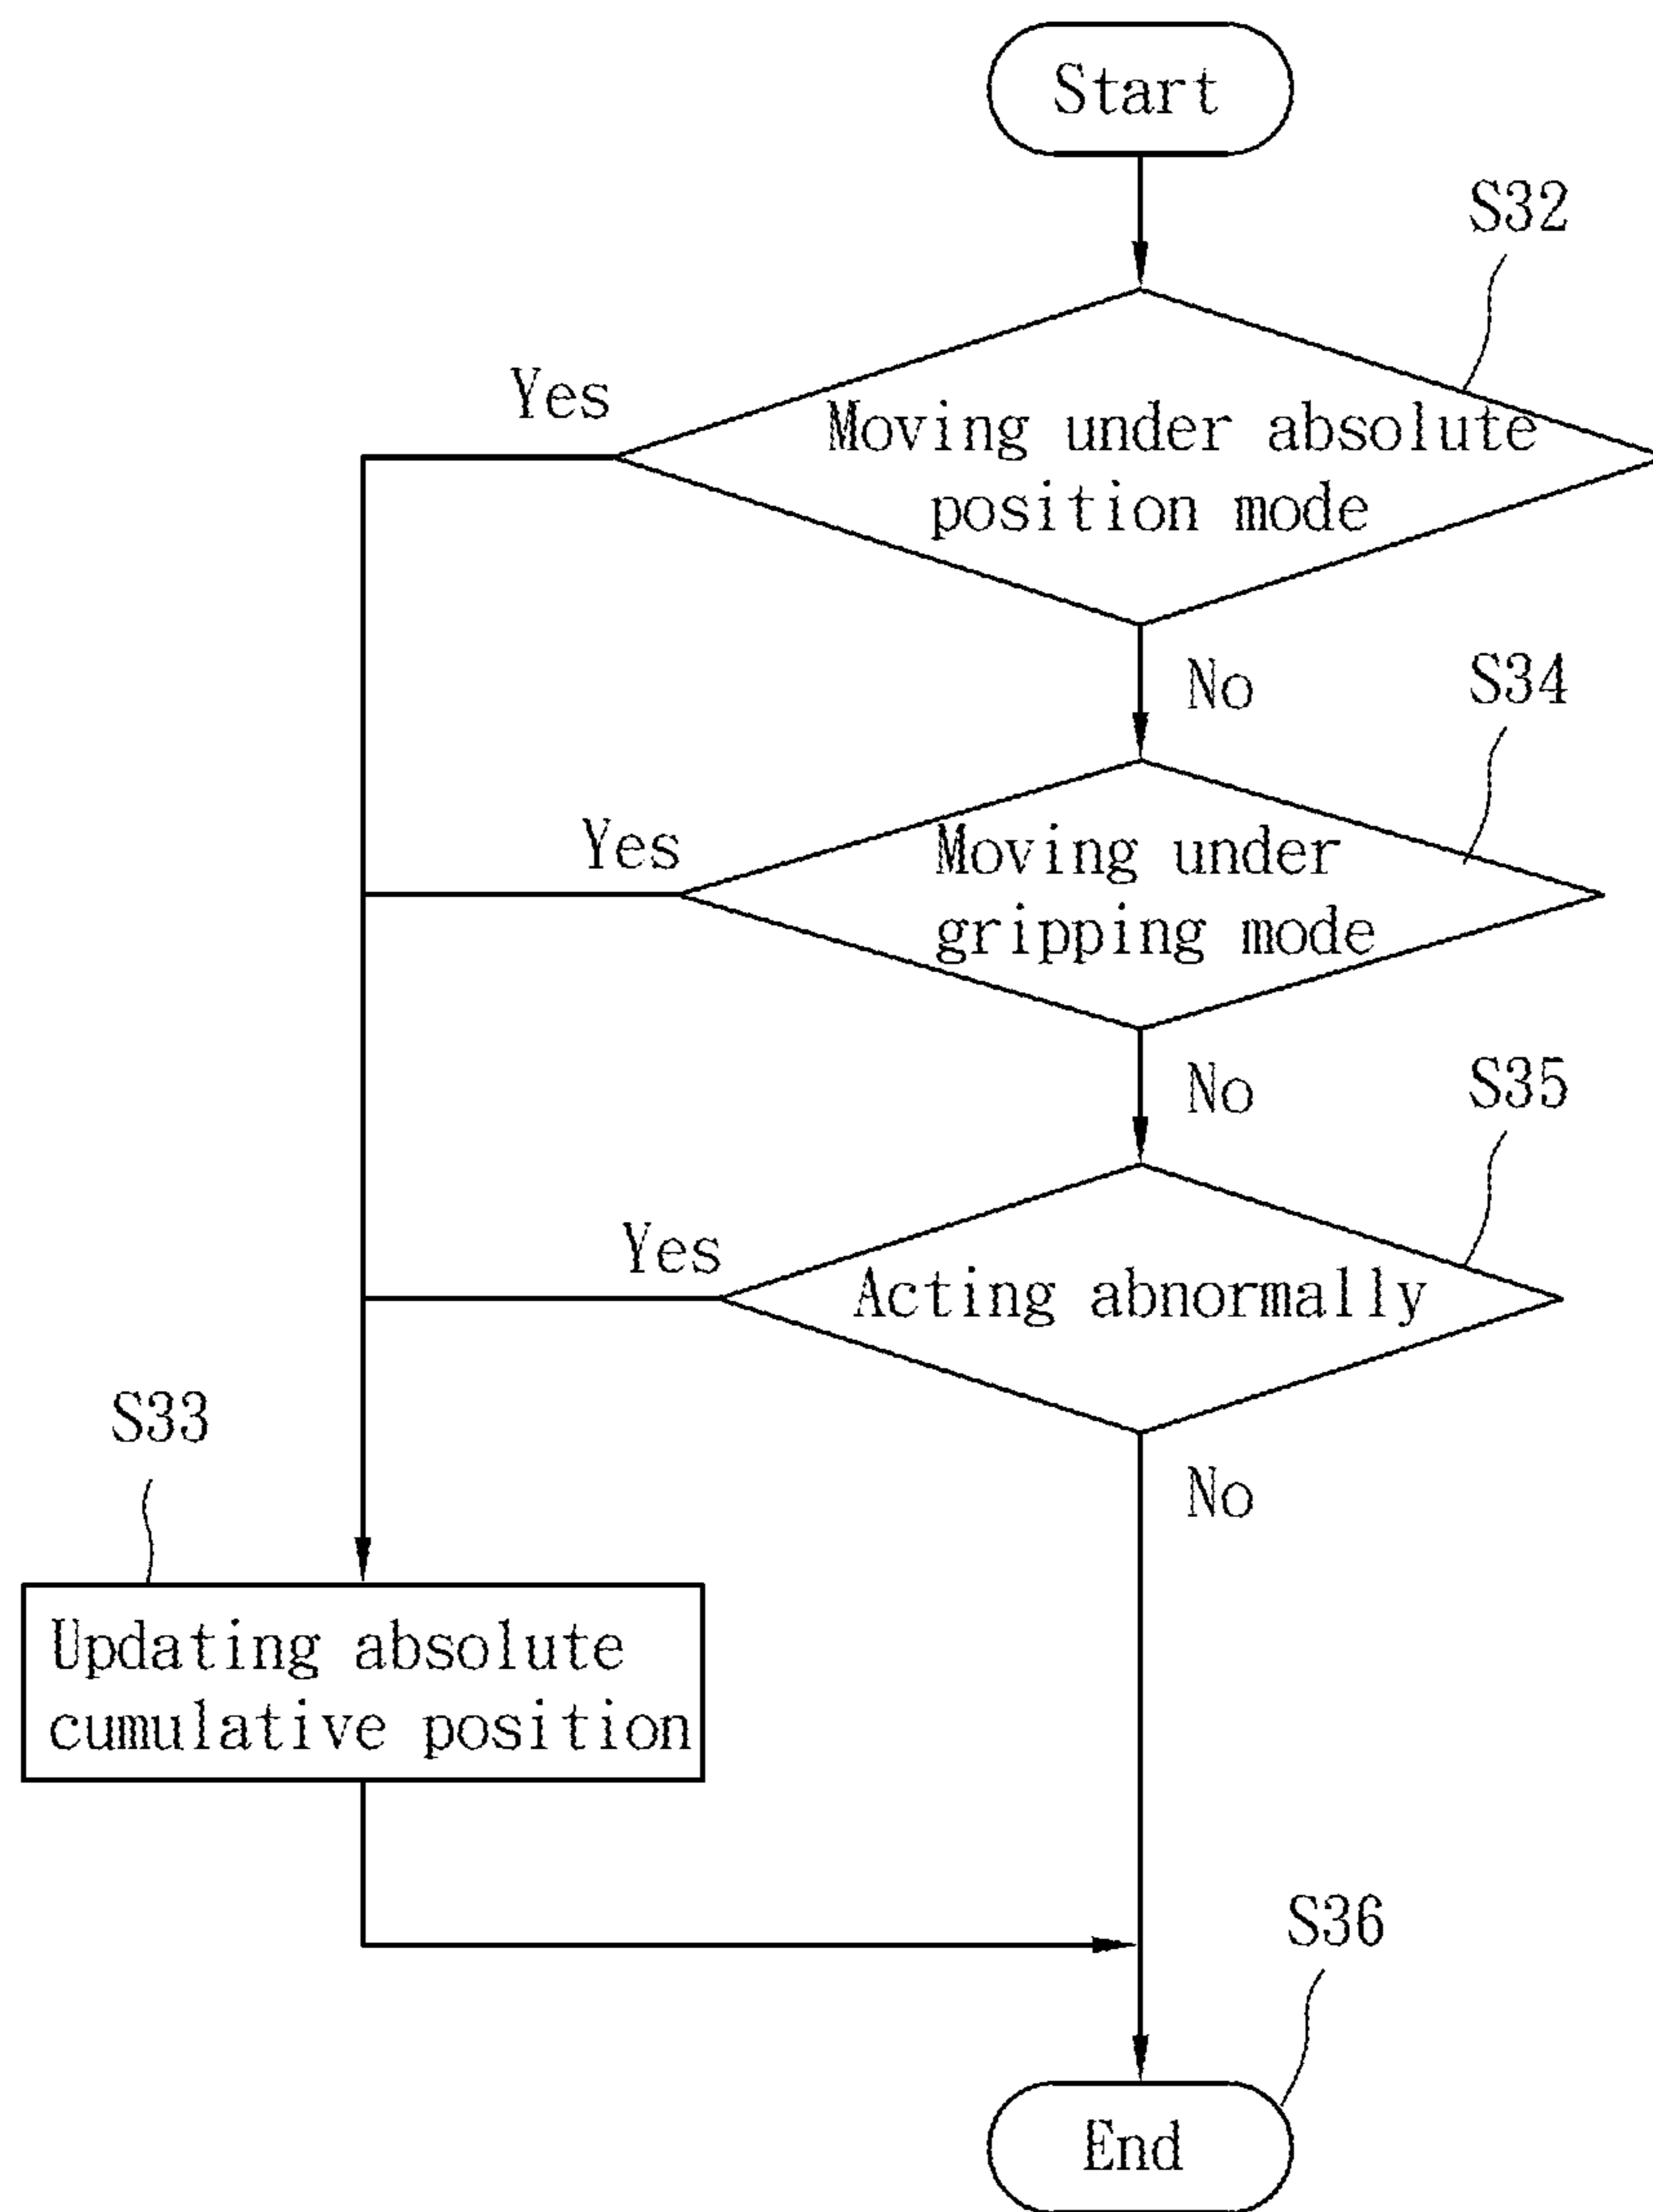 Start
S32
Yes
Moving under absolute
position mode
No
S34
Yes
Moving under
gripping mode
No
S35
Yes
Acting abnormally
S33
No
Updating absolute
cumulative position
S36
End